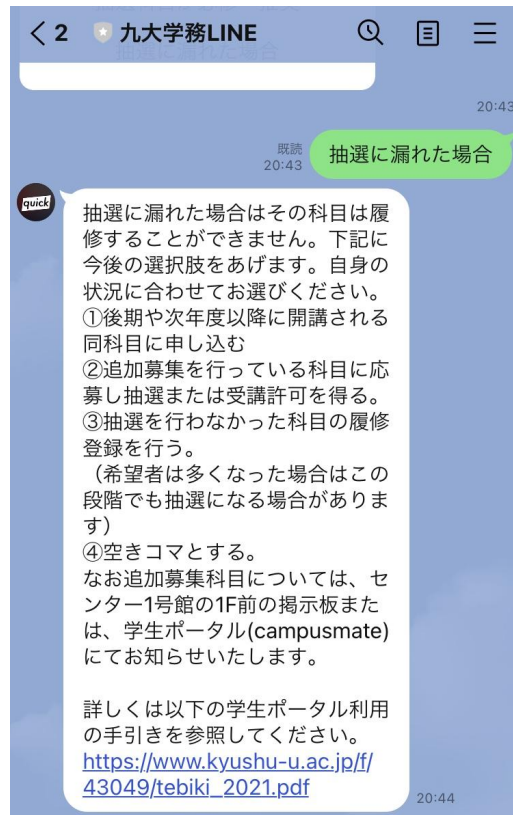 2 九大学務LINE
20:43
既読
20:43
抽選に漏れた場合
quick
抽選に漏れた場合はその科目は履
修することができません。下記に
今後の選択肢をあげます。自身の
状況に合わせてお選びください。
①後期や次年度以降に開講される
同科目に申し込む
②追加募集を行っている科目に応
募し抽選または受講許可を得る。
③抽選を行わなかった科目の履修
登録を行う。
（希望者は多くなった場合はこの
段階でも抽選になる場合がありま
す）
④空きコマとする。
なお追加募集科目については、セ
ンター1号館の1F前の掲示板また
は、学生ポータル(campusmate)
にてお知らせいたします。
詳しくは以下の学生ポータル利用
の手引きを参照してください。
https://www.kyushu-u.ac.jp/f/
43049/tebiki_2021.pdf
20:44